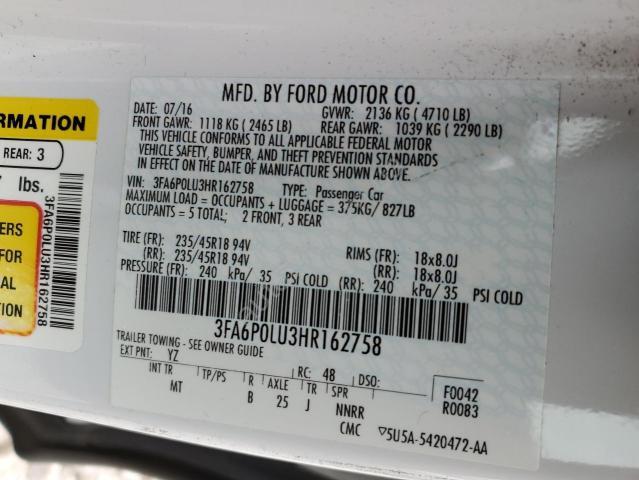 MFD. BY FORD MOTOR CO.
DATE: 07/16 GVWR: 2136 KG ( 4710 LB)
FRONT GAWR: 1118 KG ( 2465 LB) REAR GAWR: 1039 KG ( 2290 LB)
THIS VEHICLE CONFORMS TO ALL APPLICABLE FEDERAL MOTOR
VEHICLE SAFETY, BUMPER, AND THEFT PREVENTION STANDARDS
IN EFFECT ON THE DATE OF MANUFACTURE SHOWN
ABOVE.
VIN: 3FA6P0LU3HR162758 TYPE: Passenger Car
MAXIMUM LOAD = OCCUPANTS + LUGGAGE = 375KG/ 827LB
OCCUPANTS = 5 TOTAL; 2 FRONT, 3 REAR
TIRE (FR): 235/45R18 94V RIMS (FR): 18x8.0J
(RR): 235/45R18 94V (RR): 18x8.0J
PRESSURE (FR): 240 kPa/ 35 PSI COLD (RR): 240 kPa/ 35 PSI COLD
3FA6P0LU3HR162758
TRAILER TOWING - SEE OWNER GUIDE
EXT PNT: YZ RC: 48 DSO: F0042
INT TR TP/PS R AXLE TR SPR R0083
MT B 25 J NNRR
CMC ▽5U5A-5420472-AA
ORMATION
REAR: 3
lbs.
ERS
FOR
AL
ION
3FA6P0LU3HR162758